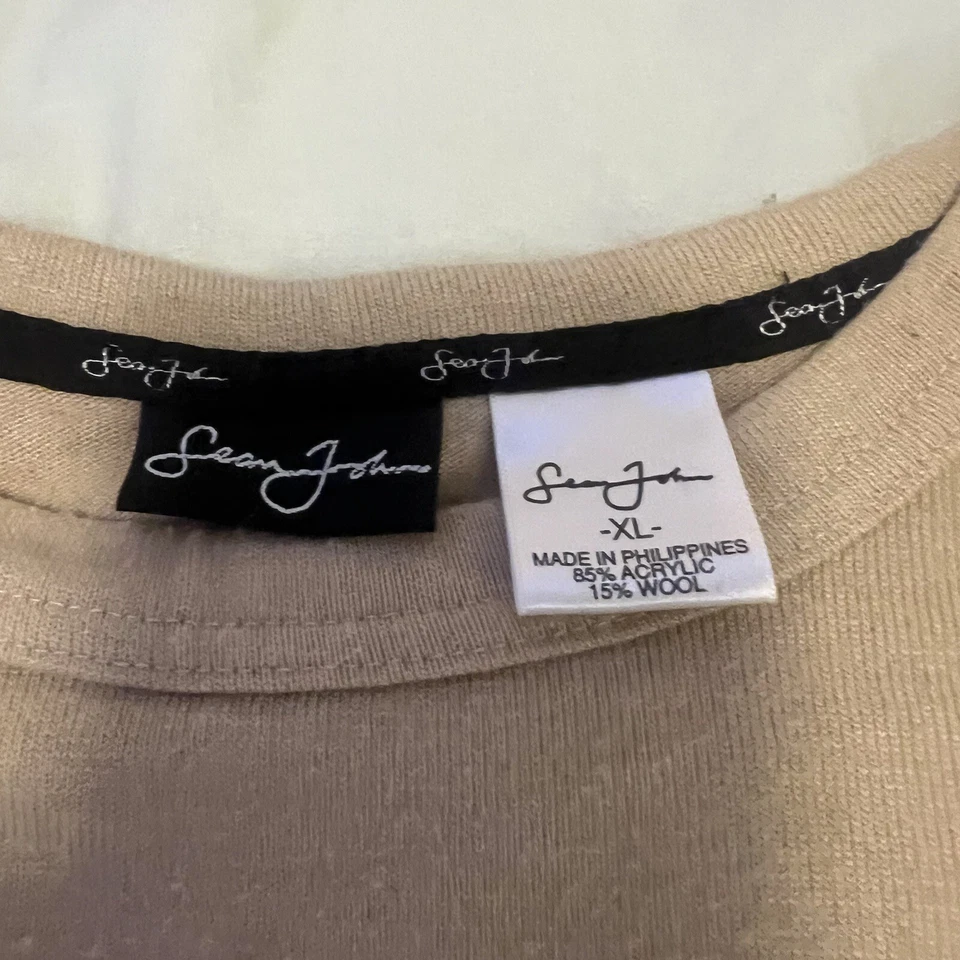 Sean John
Sean John
Sean John
Sean John
Sean John
-XL-
MADE IN PHILIPPINES
85% ACRYLIC
15% WOOL